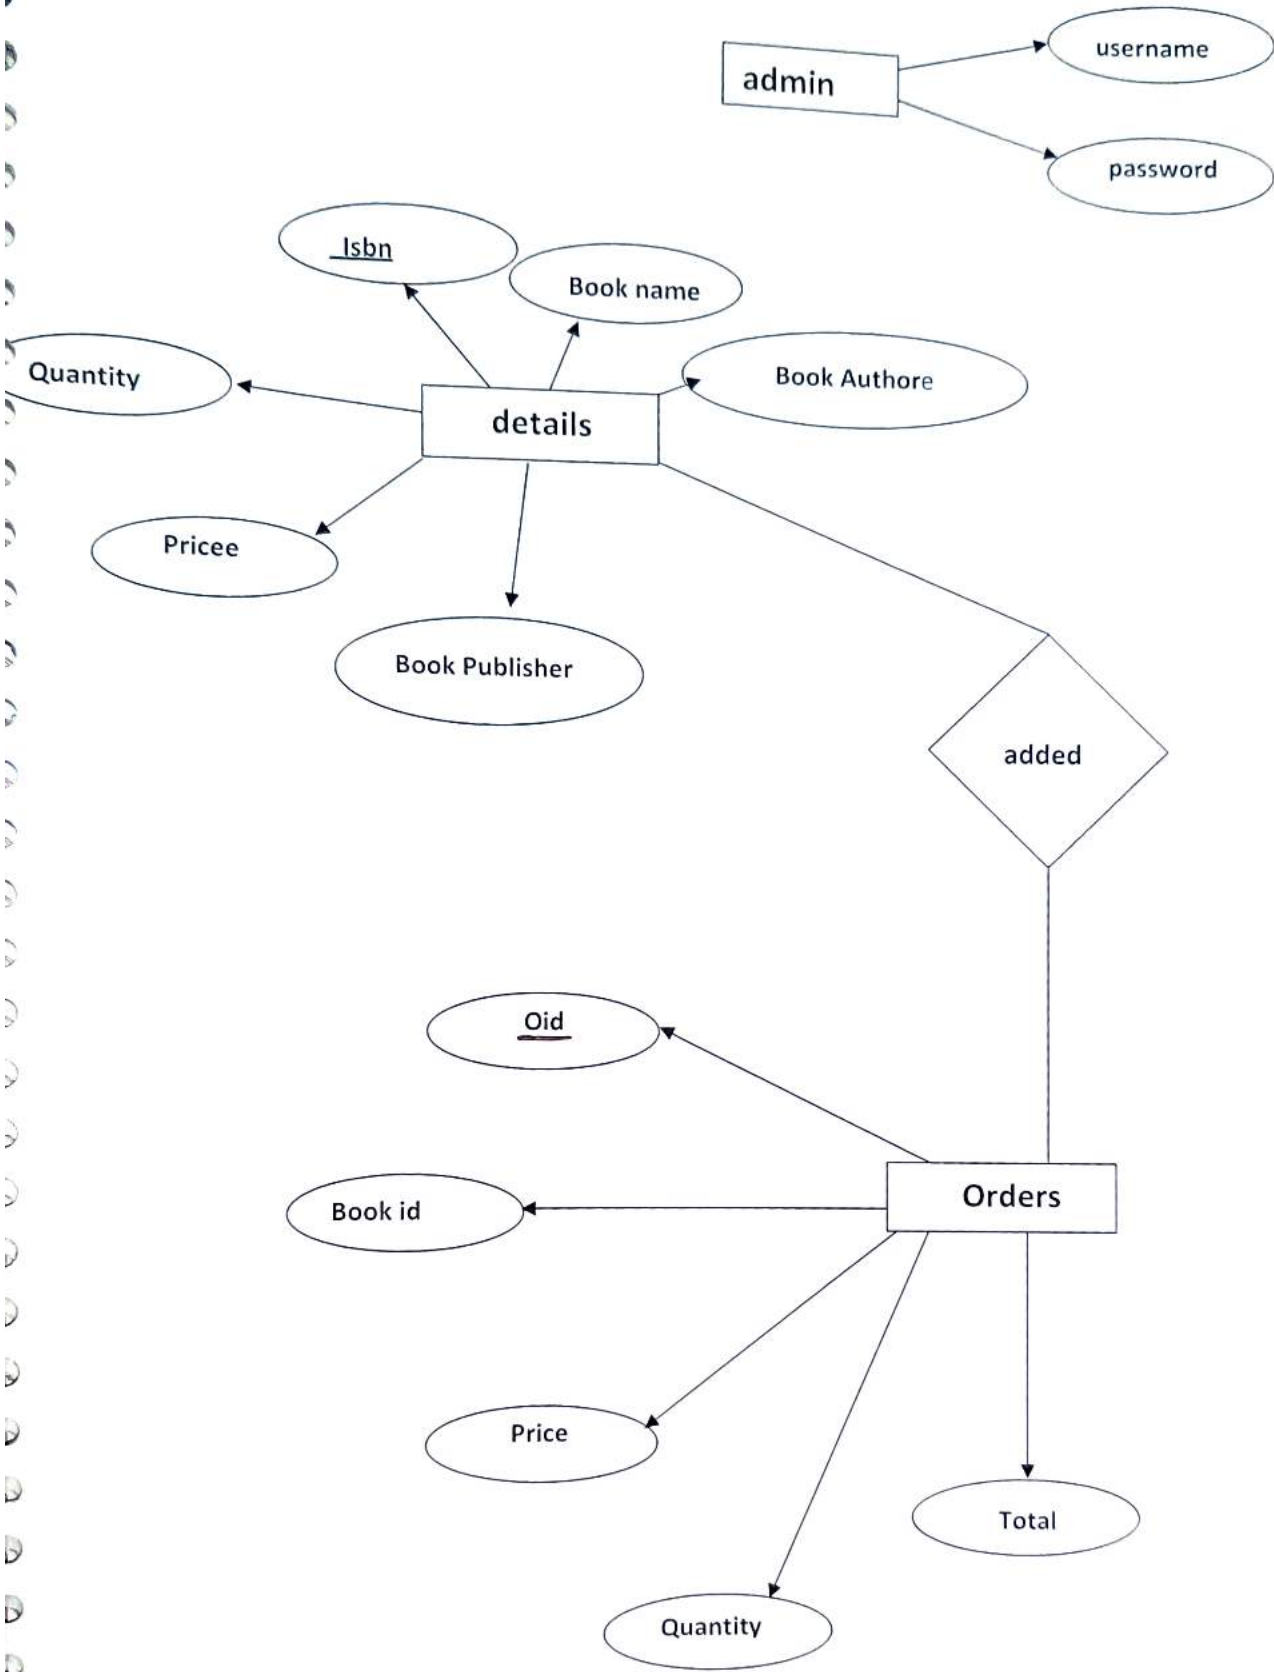 username
admin
password
Isbn
Book name
Quantity
Book Authore
details
Pricee
Book Publisher
added
Oid
Book id
Orders
Price
Total
Quantity